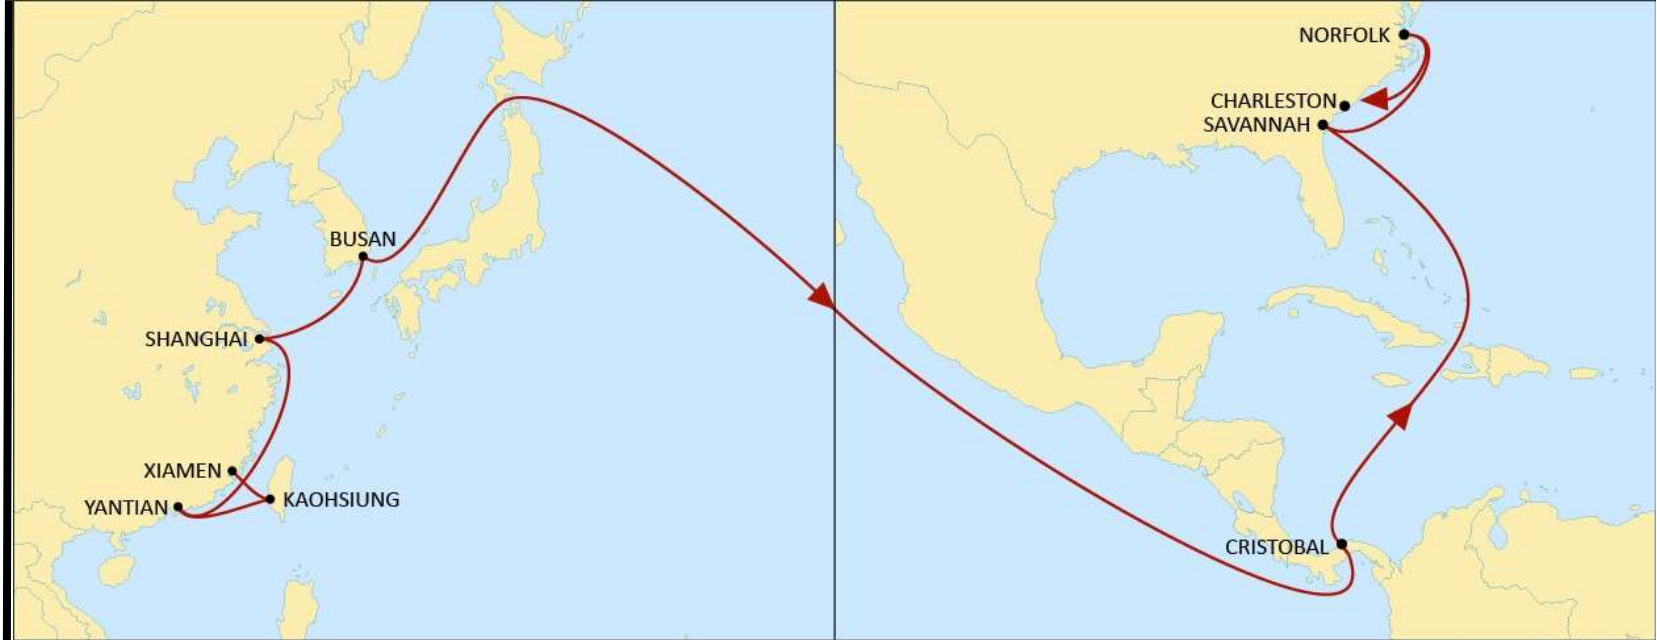 NORFOLK
CHARLESTON
SAVANNAH
BUSAN
SHANGHAI
XIAMEN
KAOHSIUNG
YANTIAN
CRISTOBAL